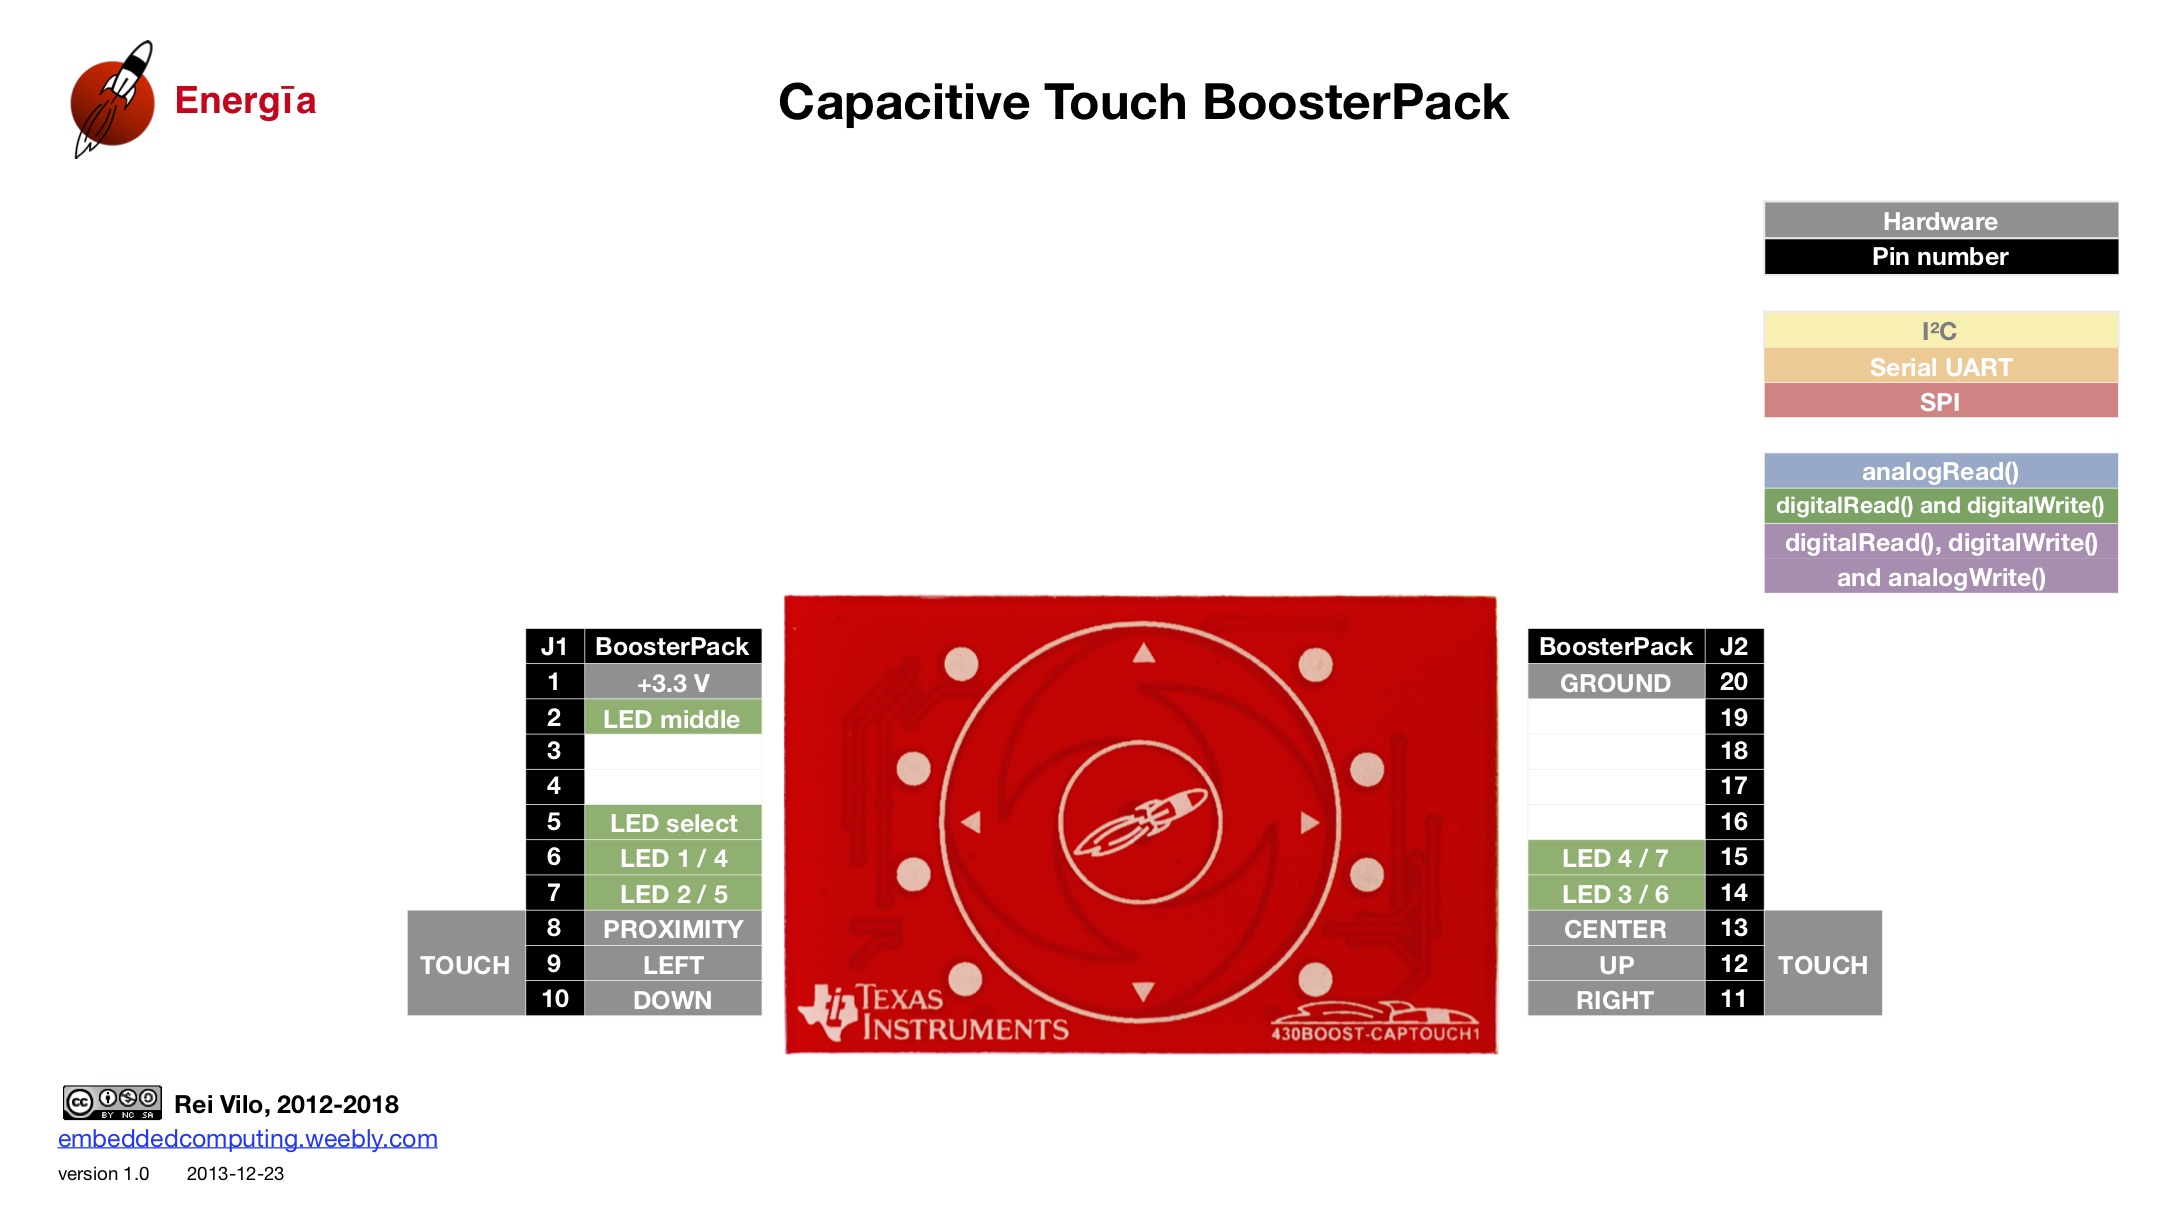 Energīa
Capacitive Touch BoosterPack
Hardware
Pin number
I²C
Serial UART
SPI
analogRead()
digitalRead() and digitalWrite()
digitalRead(), digitalWrite()
and analogWrite()
J1 BoosterPack
1 +3.3 V
2 LED middle
3
4
5 LED select
6 LED 1 / 4
7 LED 2 / 5
8 PROXIMITY
TOUCH 9 LEFT
10 DOWN
TEXAS
INSTRUMENTS
430BOOST-CAPTOUCH1
BoosterPack J2
GROUND 20
19
18
17
16
LED 4 / 7 15
LED 3 / 6 14
CENTER 13
UP 12 TOUCH
RIGHT 11
cc BY NC SA Rei Vilo, 2012-2018
embeddedcomputing.weebly.com
version 1.0 2013-12-23